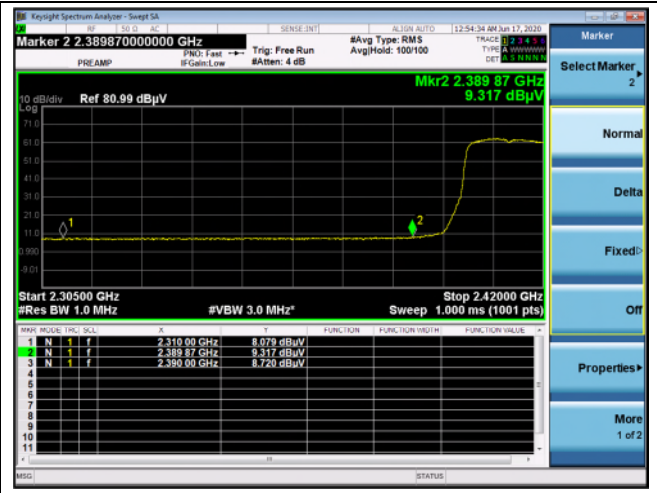 Keysight Spectrum Analyzer - Swept SA
RF 50 Ω AC SENSE:INT ALIGN AUTO 12:54:34 AM Jun 17, 2020
Marker 2 2.389870000000 GHz #Avg Type: RMS TRACE 1 2 3 4 5 6 Marker
PNO: Fast Trig: Free Run Avg|Hold: 100/100 TYPE A WWWWW
PREAMP IFGain:Low #Atten: 4 dB DET A S N N N N
Select Marker
2
Mkr2 2.389 87 GHz
10 dB/div Ref 80.99 dBµV 9.317 dBµV
Log
71.0
Normal
61.0
51.0
41.0
Delta
31.0
21.0
1 2
11.0
Fixed
0.990
-9.01
Start 2.30500 GHz Stop 2.42000 GHz
#Res BW 1.0 MHz #VBW 3.0 MHz* Sweep 1.000 ms (1001 pts)
Off
MKR MODE TRC SCL X Y FUNCTION FUNCTION WIDTH FUNCTION VALUE
1 N 1 f 2.310 00 GHz 8.079 dBµV
2 N 1 f 2.389 87 GHz 9.317 dBµV
3 N 1 f 2.390 00 GHz 8.720 dBµV
4
5
6
7
8
9
10
11
Properties
More
1 of 2
MSG STATUS